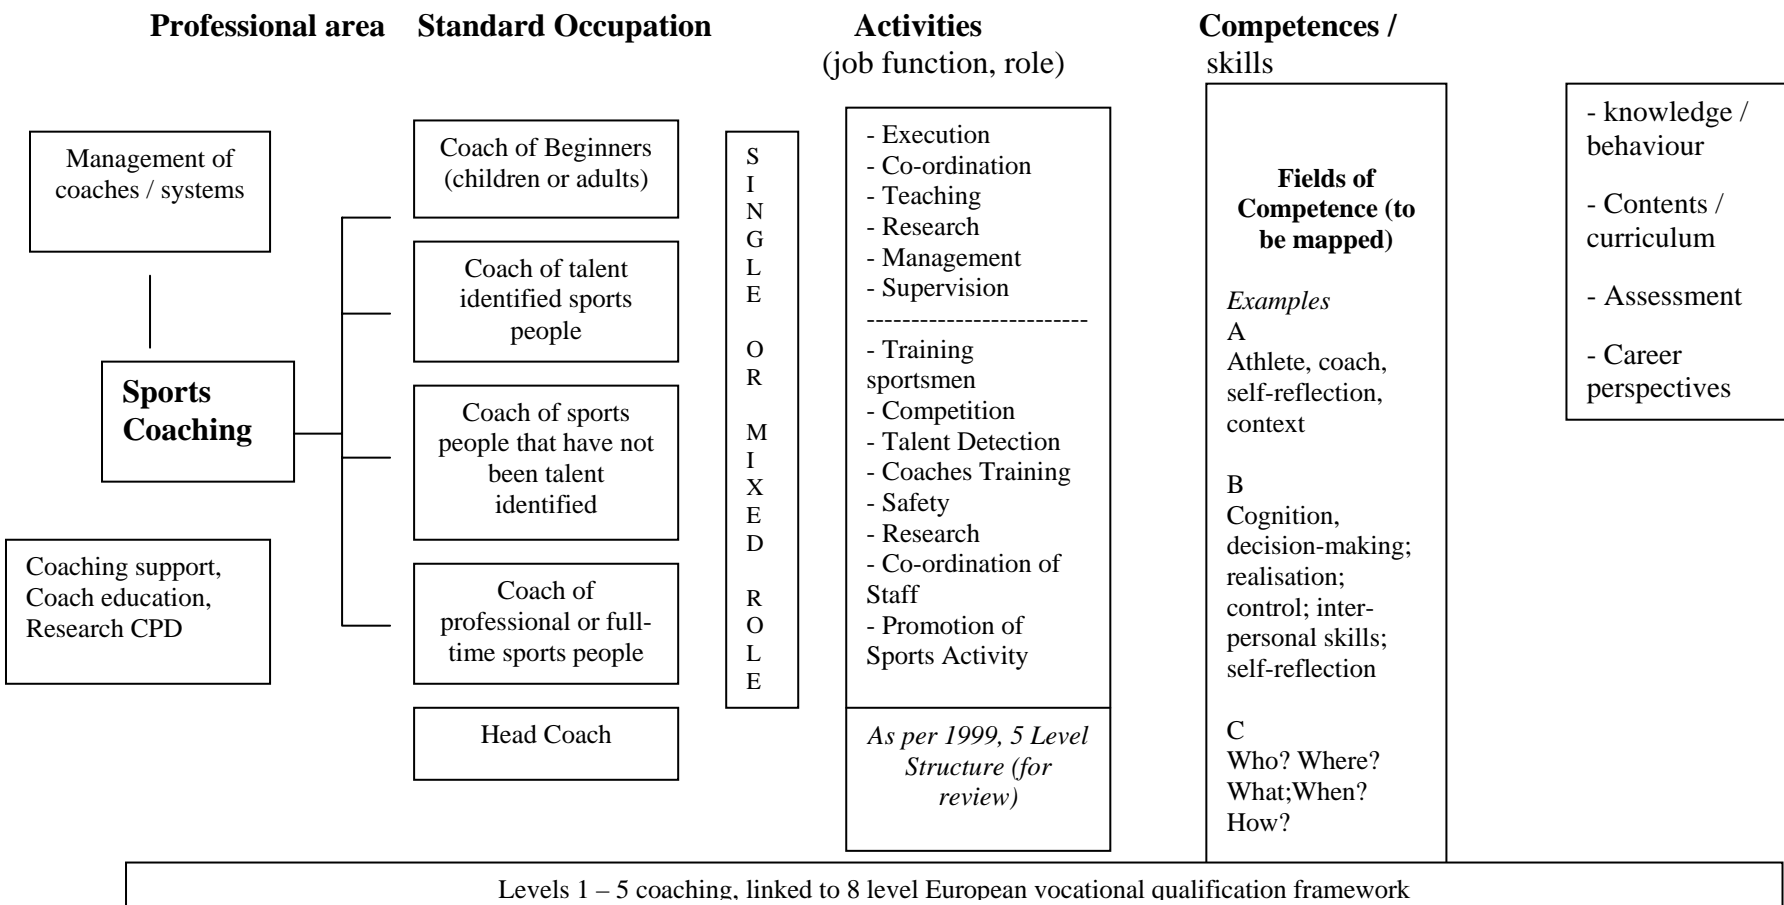 Professional area
Standard Occupation
Activities
(job function, role)
Competences /
skills
Management of
coaches / systems
Sports
Coaching
Coaching support,
Coach education,
Research CPD
Coach of Beginners
(children or adults)
Coach of talent
identified sports
people
Coach of sports
people that have not
been talent
identified
Coach of
professional or full-
time sports people
Head Coach
S
I
N
G
L
E
O
R
M
I
X
E
D
R
O
L
E
- Execution
- Co-ordination
- Teaching
- Research
- Management
- Supervision
-------------------------
- Training
sportsmen
- Competition
- Talent Detection
- Coaches Training
- Safety
- Research
- Co-ordination of
Staff
- Promotion of
Sports Activity
As per 1999, 5 Level
Structure (for
review)
Fields of
Competence (to
be mapped)
Examples
A
Athlete, coach,
self-reflection,
context
B
Cognition,
decision-making;
realisation;
control; inter-
personal skills;
self-reflection
C
Who? Where?
What;When?
How?
- knowledge /
behaviour
- Contents /
curriculum
- Assessment
- Career
perspectives
Levels 1 – 5 coaching, linked to 8 level European vocational qualification framework